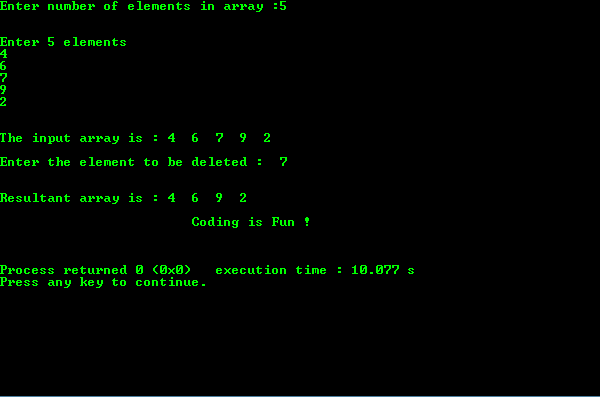 Enter number of elements in array :5
Enter 5 elements
4
6
7
9
2
The input array is : 4  6  7  9  2
Enter the element to be deleted :  7
Resultant array is : 4  6  9  2
Coding is Fun !
Process returned 0 (0x0)   execution time : 10.077 s
Press any key to continue.